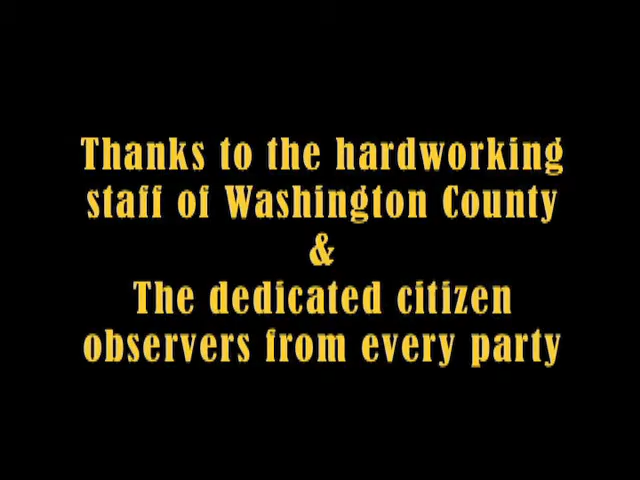 Thanks to the hardworking
staff of Washington County
&
The dedicated citizen
observers from every party